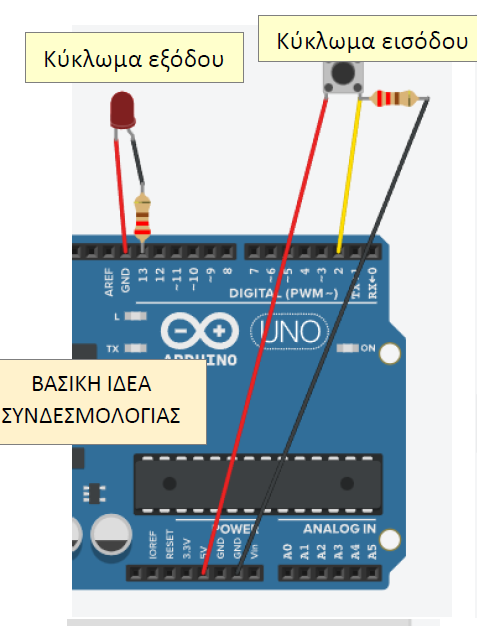 Κύκλωμα εξόδου
Κύκλωμα εισόδου
AREF
GND
13
12
~11
~10
~9
8
7
~6
~5
4
~3
2
TX→1
RX←0
DIGITAL (PWM~)
L
TX
UNO
ON
ARDUINO
ΒΑΣΙΚΗ ΙΔΕΑ
ΣΥΝΔΕΣΜΟΛΟΓΙΑΣ
POWER
ANALOG IN
IOREF
RESET
3.3V
5V
GND
GND
Vin
A0
A1
A2
A3
A4
A5